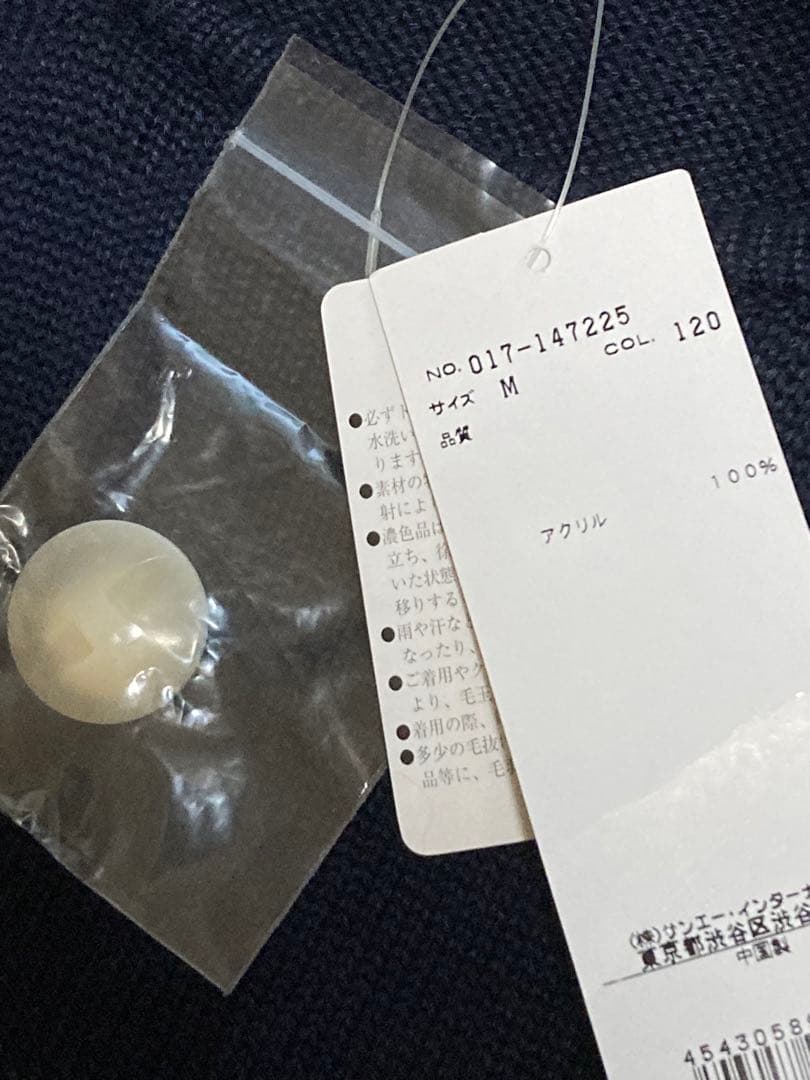 NO. 017-147225
COL. 120
サイズ M
品質
アクリル 100%
(株)サンエー・インターナ
東京都渋谷区渋谷
中国製
4543058
●必ず
水洗い
ります
●素材の
射によ
●濃色品に
立ち、
いた状態
移りする
●雨や汗な
なったり、
●ご着用や
より、毛玉
●着用の際、
●多少の毛抜
品等に、毛